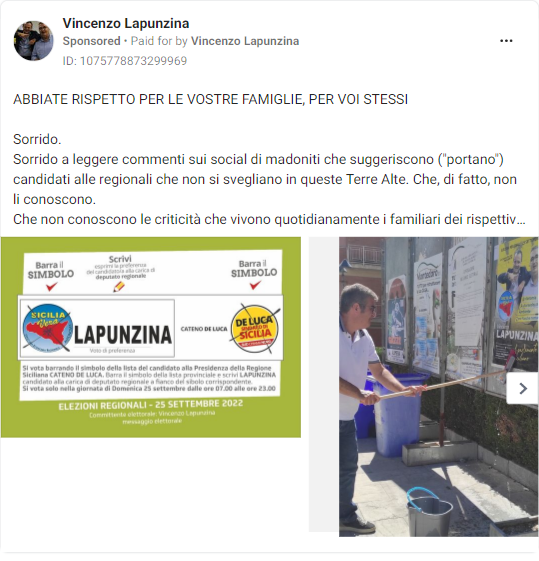 Vincenzo Lapunzina
Sponsored • Paid for by Vincenzo Lapunzina
ID: 1075778873299969
ABBIATE RISPETTO PER LE VOSTRE FAMIGLIE, PER VOI STESSI
Sorrido.
Sorrido a leggere commenti sui social di madoniti che suggeriscono ("portano")
candidati alle regionali che non si svegliano in queste Terre Alte. Che, di fatto, non
li conoscono.
Che non conoscono le criticità che vivono quotidianamente i familiari dei rispettiv...
Barra il
SIMBOLO
Scrivi
esprimi la preferenza
del candidato/a alla carica di
deputato regionale
Barra il
SIMBOLO
SICILIA
Vera
LAPUNZINA
Voto di preferenza
CATENO DE LUCA
DE LUCA
SINDACO DI
SICILIA
Si vota barrando il simbolo della lista del candidato alla Presidenza della Regione
Siciliana CATENO DE LUCA. Barra il simbolo della lista provinciale e scrivi LAPUNZINA
candidato alla carica di deputato regionale a fianco del sibolo corrispondente.
Si vota solo nella giornata di Domenica 25 settembre dalle ore 07.00 alle ore 23.00
ELEZIONI REGIONALI - 25 SETTEMBRE 2022
Committente elettorale: Vincenzo Lapunzina
messaggio elettorale
LAPUNZINA